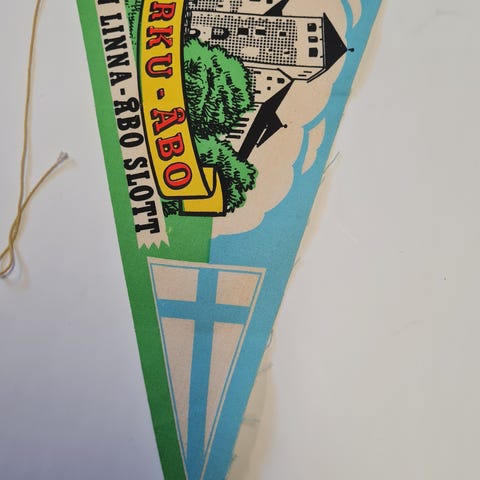 RKU - ÅBO
I LINNA - ÅBO SLOTT